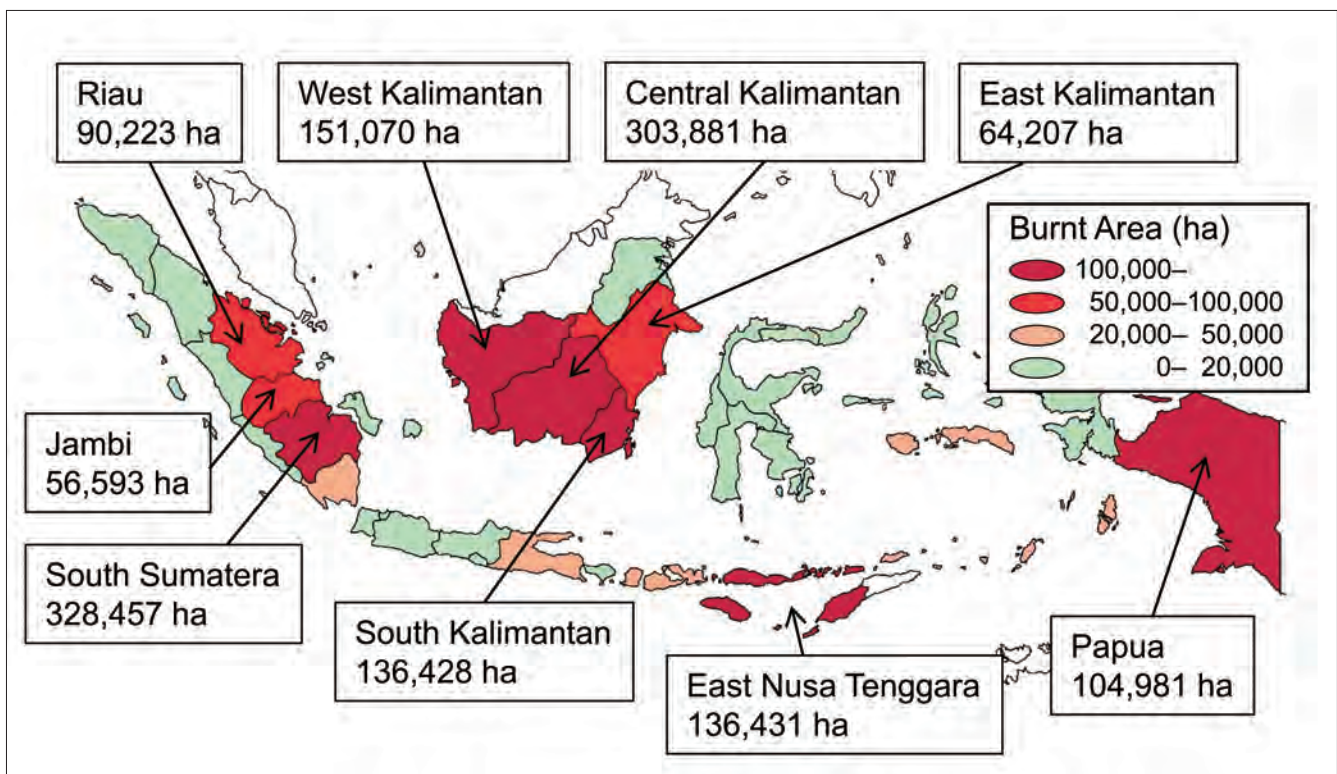 Riau
90,223 ha
West Kalimantan
151,070 ha
Central Kalimantan
303,881 ha
East Kalimantan
64,207 ha
Burnt Area (ha)
100,000–
50,000–100,000
20,000– 50,000
0– 20,000
Jambi
56,593 ha
South Sumatera
328,457 ha
South Kalimantan
136,428 ha
East Nusa Tenggara
136,431 ha
Papua
104,981 ha